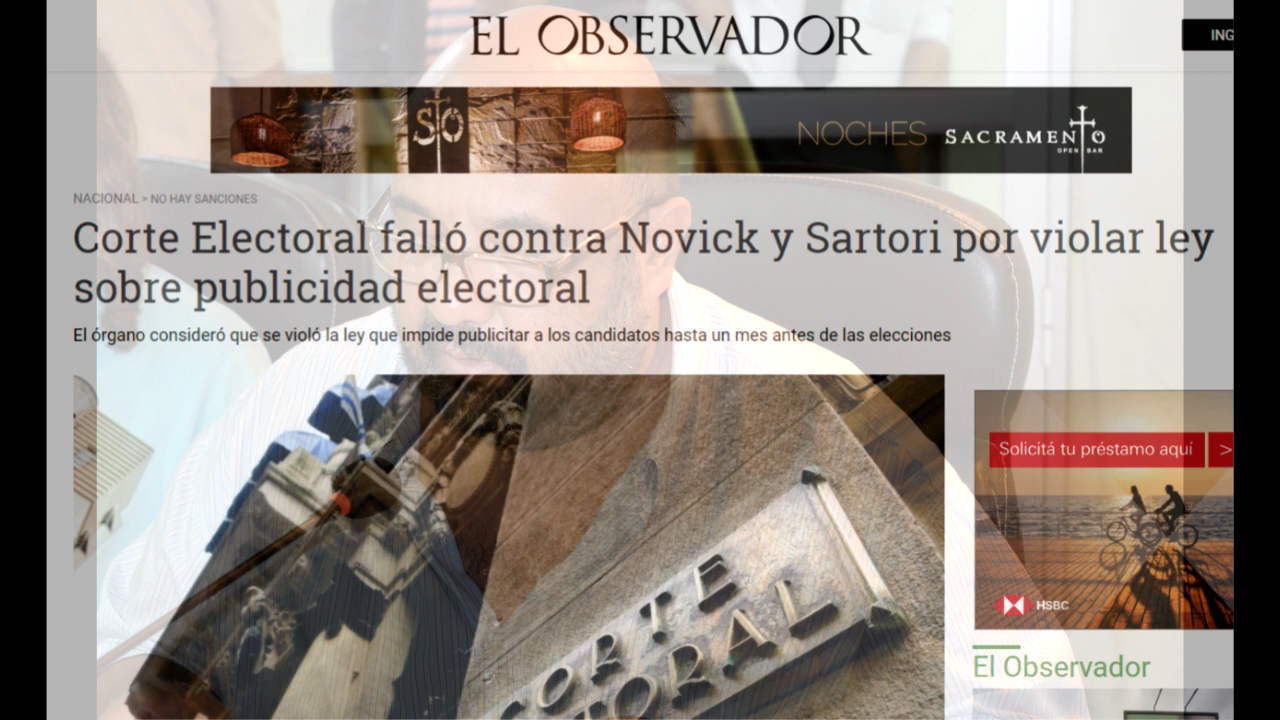 EL OBSERVADOR
ING
SO
NOCHES SACRAMENTO
OPEN BAR
NACIONAL > NO HAY SANCIONES
Corte Electoral falló contra Novick y Sartori por violar ley
sobre publicidad electoral
El órgano consideró que se violó la ley que impide publicitar a los candidatos hasta un mes antes de las elecciones
Solicitá tu préstamo aquí >
CORTE
TORAL
HSBC
El Observador